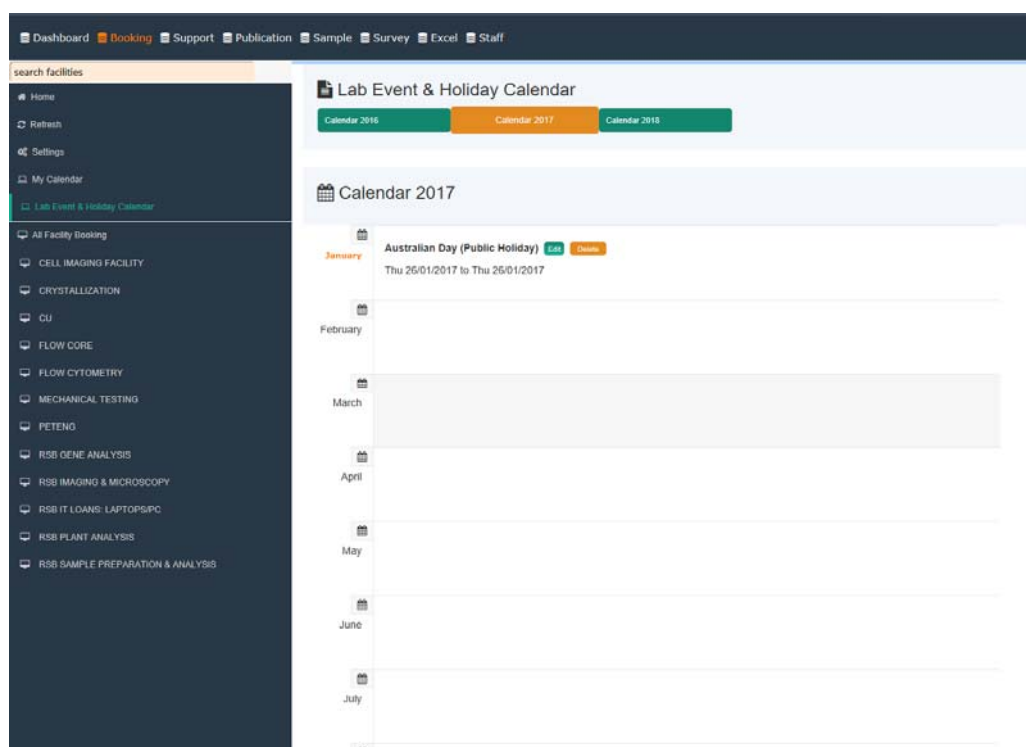 Dashboard Booking Support Publication Sample Survey Excel Staff
search facilities
Home
Refresh
Settings
My Calendar
Lab Event & Holiday Calendar
All Facility Booking
CELL IMAGING FACILITY
CRYSTALLIZATION
CU
FLOW CORE
FLOW CYTOMETRY
MECHANICAL TESTING
PETENG
RSB GENE ANALYSIS
RSB IMAGING & MICROSCOPY
RSB IT LOANS: LAPTOPS/PC
RSB PLANT ANALYSIS
RSB SAMPLE PREPARATION & ANALYSIS
Lab Event & Holiday Calendar
Calendar 2016 Calendar 2017 Calendar 2018
Calendar 2017
January
Australian Day (Public Holiday) Edit Delete
Thu 26/01/2017 to Thu 26/01/2017
February
March
April
May
June
July